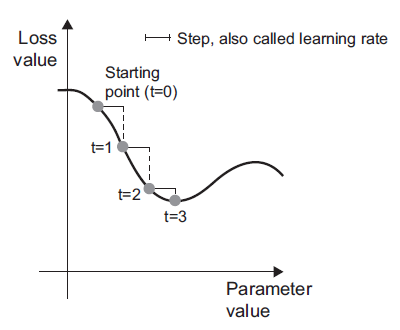 Loss
value
Step, also called learning rate
Starting
point (t=0)
t=1
t=2
t=3
Parameter
value